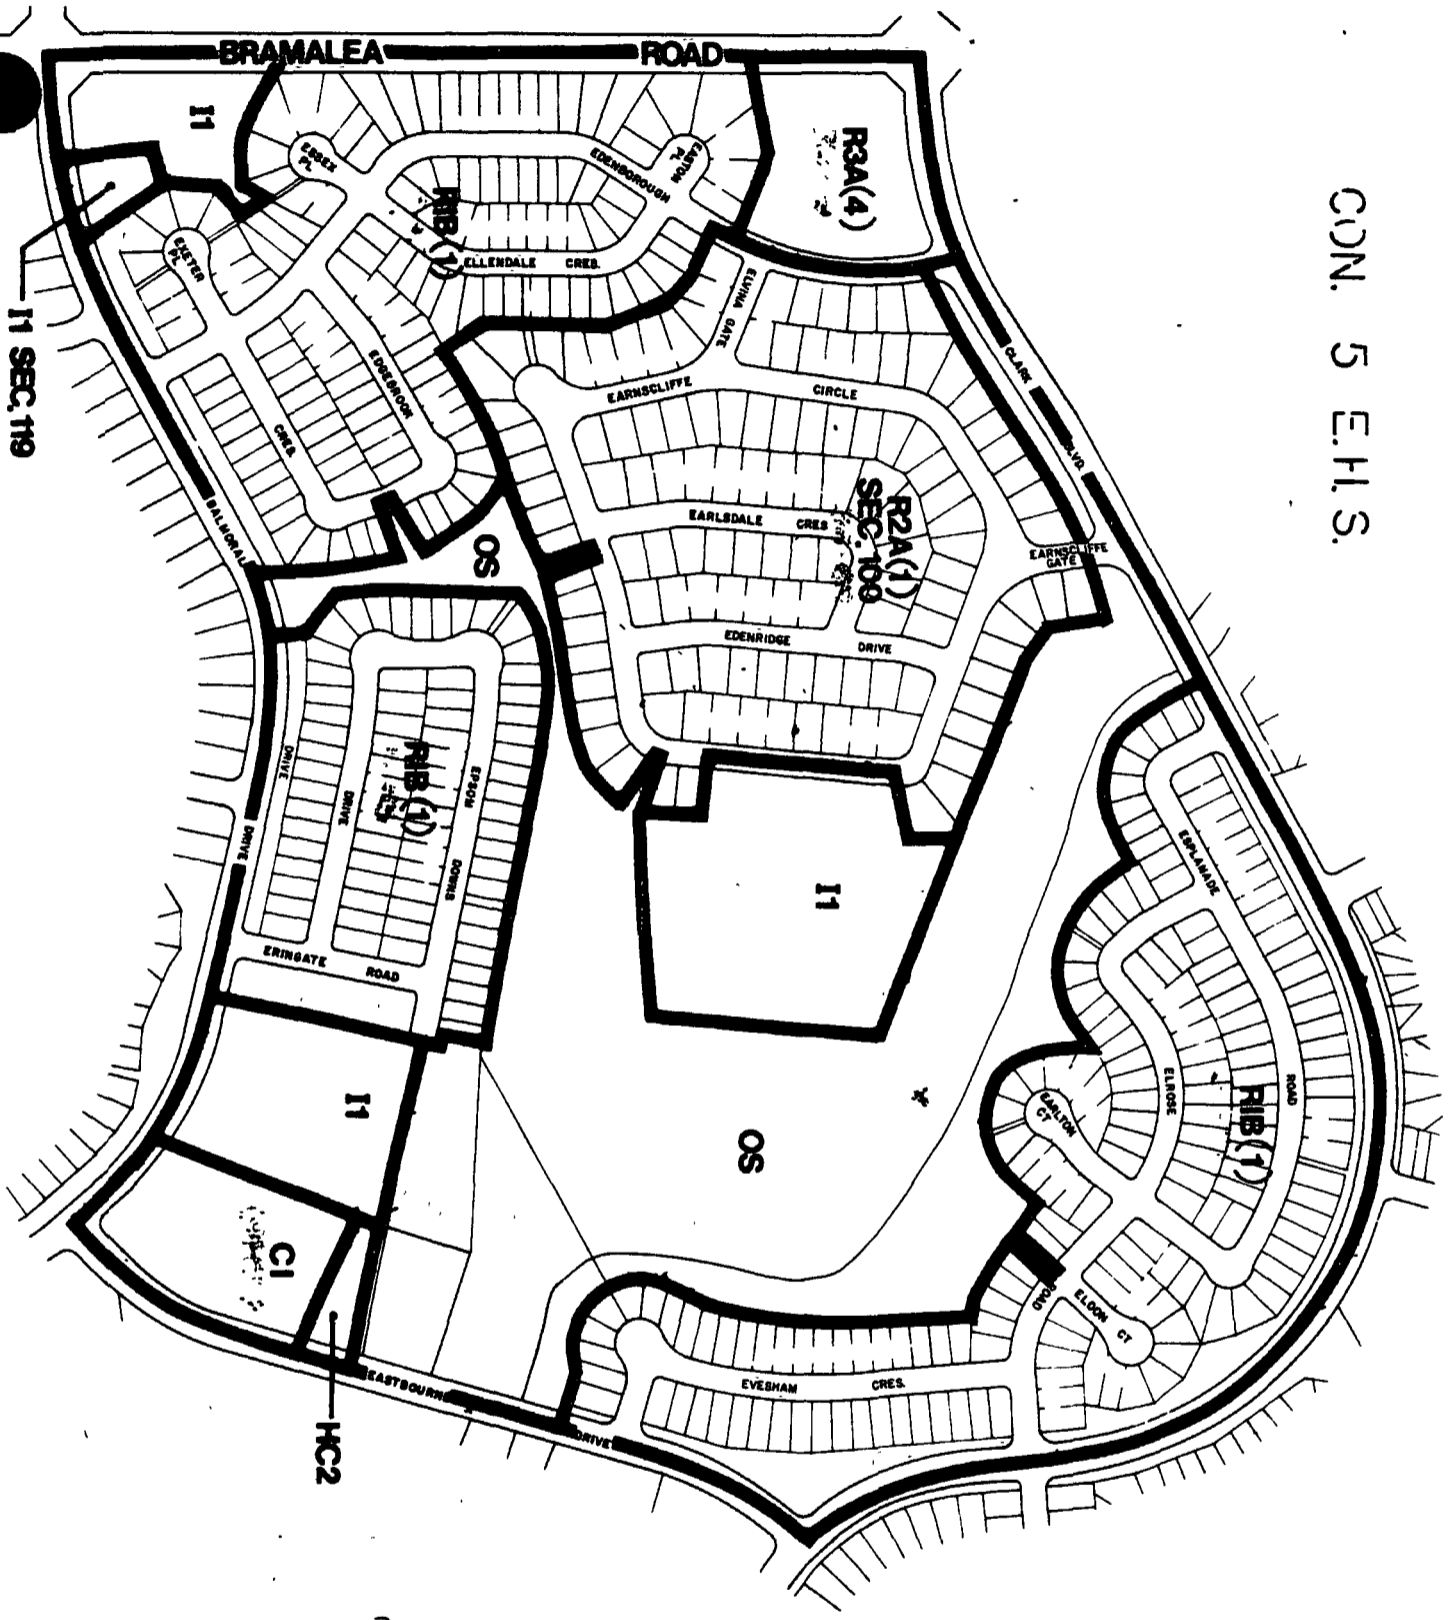 CON. 5 E.H.S.
BRAMALEA ROAD
I1
R3A(4)
ESSEX
PL
EDENBOROUGH
EASTON
PL
R1B(1)
ELLENDALE CRES.
I1 SEC. 119
EXETER
PL
EDGEBROOK
CRES.
BALMORAL
ELVINA GATE
CLARK
BLVD.
EARNSCLIFFE CIRCLE
R2A(1)
SEC. 100
EARLSDALE CRES
EARNSCLIFFE
GATE
EDENRIDGE DRIVE
OS
R1B(1)
DRIVE
DRIVE
DRIVE
EPSOM DOWNS
ERINGATE ROAD
I1
ESPLANADE
ROAD
ELROSE
ROAD
R1B(1)
EARLTON
CT
ELDON CT
OS
I1
C1
HC2
EASTBOURNE
DRIVE
EVESHAM CRES.